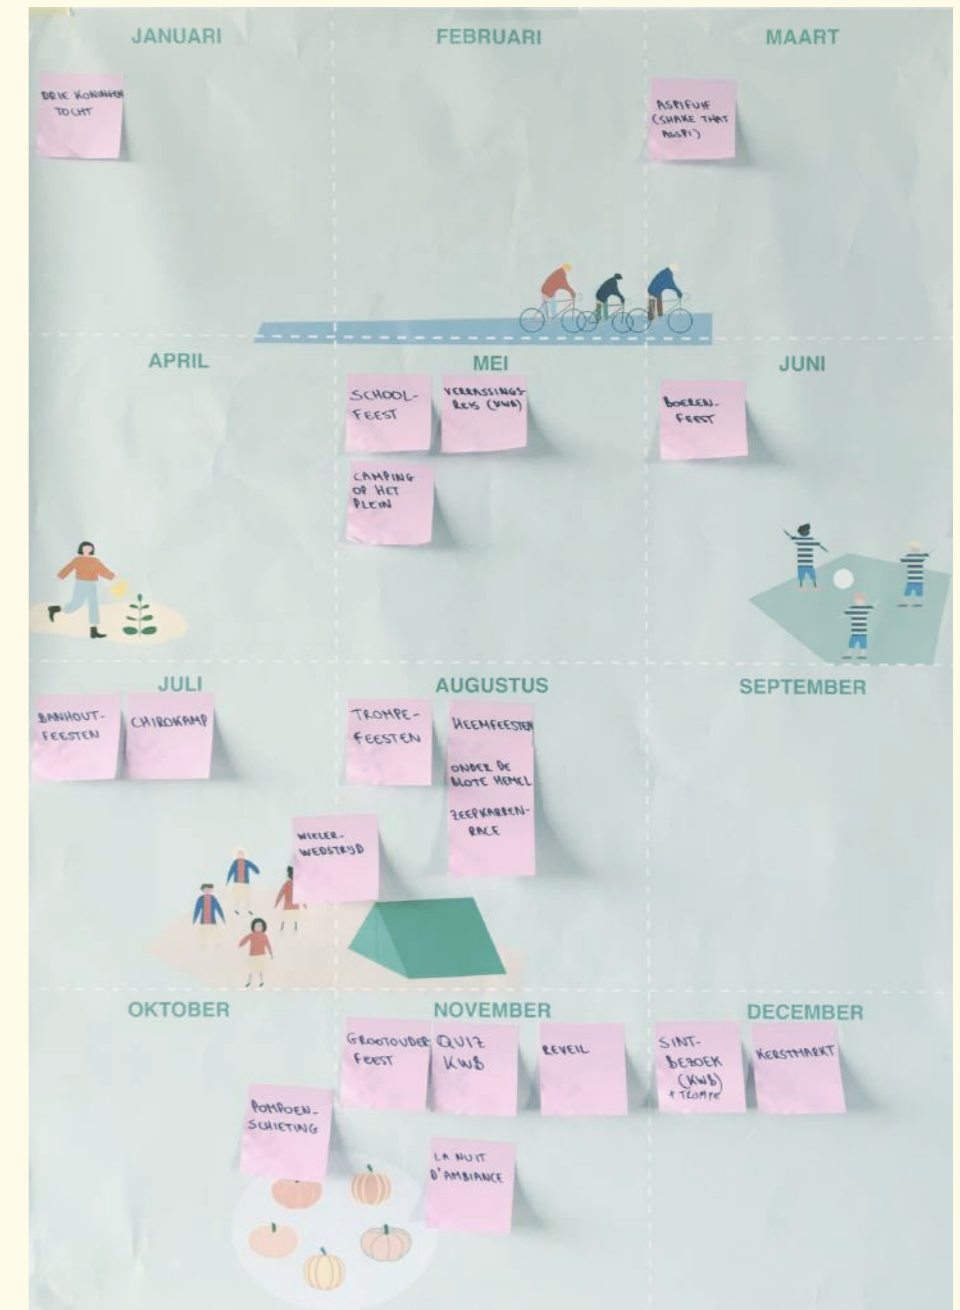 JANUARI
DRIE KONINGEN
TOCHT
FEBRUARI
MAART
ASPIFUIF
(SHAKE THAT
ASSPI)
APRIL
MEI
SCHOOL-
FEEST
VERRASSINGS-
REIS (KWB)
CAMPING
OP HET
PLEIN
JUNI
BOEREN-
FEEST
JULI
BANHOUT-
FEESTEN
CHIROKAMP
WIELER-
WEDSTRIJD
AUGUSTUS
TROMPE-
FEESTEN
HEEMFEESTEN
ONDER DE
BLOTE HEMEL
ZEEPKARREN-
RACE
SEPTEMBER
OKTOBER
POMPOEN-
SCHIETING
NOVEMBER
GROOTOUDER
FEEST
QUIZ
KWB
REVEIL
LA NUIT
D'AMBIANCE
DECEMBER
SINT-
BEZOEK
(KWB)
+ TROMPE
KERSTMARKT